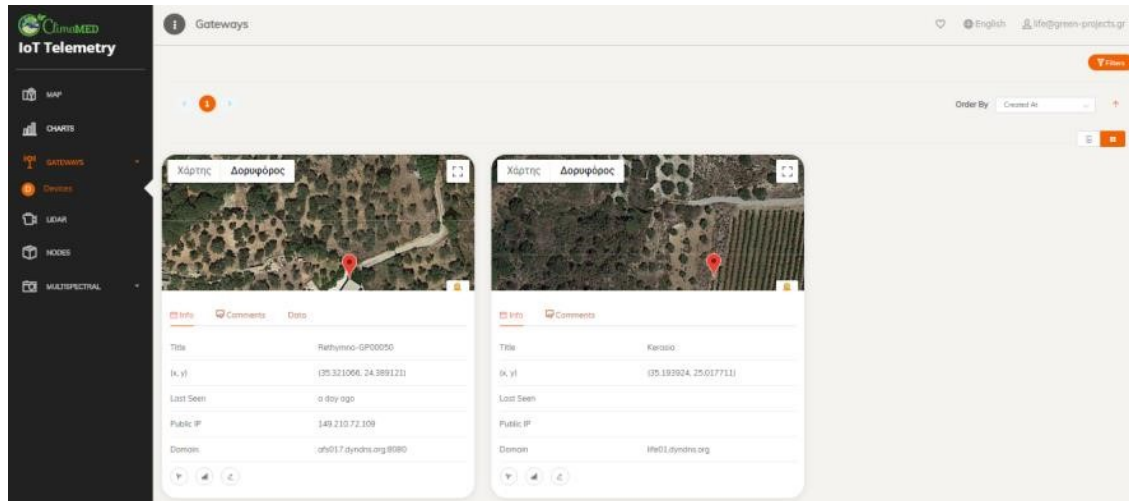 ClimaMED
IoT Telemetry
MAP
CHARTS
GATEWAYS
Devices
LIDAR
NODES
MULTISPECTRAL
Gateways
English
life@green-projects.gr
Filters
1
Order By
Created At
Χάρτης Δορυφόρος
Info Comments Data
Title Rethymno-GP00050
(x, y) (35.321066, 24.389121)
Last Seen a day ago
Public IP 149.210.72.109
Domain afs017.dyndns.org:8080
Χάρτης Δορυφόρος
Info Comments
Title Kerasia
(x, y) (35.193924, 25.017711)
Last Seen
Public IP
Domain life01.dyndns.org